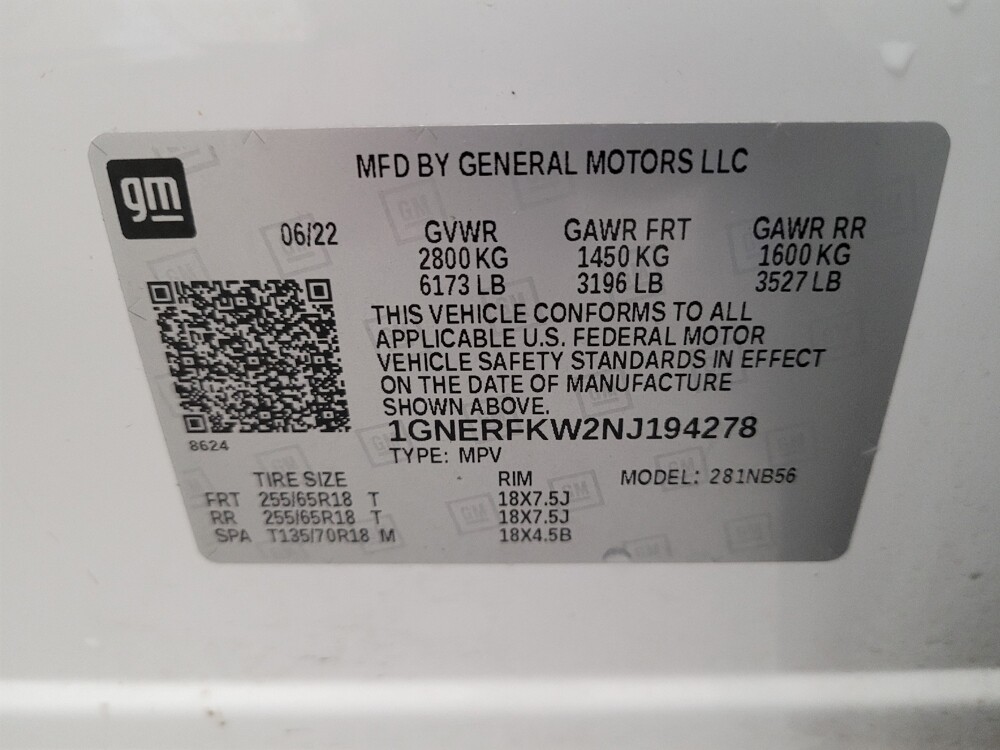 gm
MFD BY GENERAL MOTORS LLC
06/22 GVWR GAWR FRT GAWR RR
2800 KG 1450 KG 1600 KG
6173 LB 3196 LB 3527 LB
THIS VEHICLE CONFORMS TO ALL
APPLICABLE U.S. FEDERAL MOTOR
VEHICLE SAFETY STANDARDS IN EFFECT
ON THE DATE OF MANUFACTURE
SHOWN ABOVE.
1GNERFKW2NJ194278
8624
TYPE: MPV
TIRE SIZE RIM MODEL: 281NB56
FRT 255/65R18 T 18X7.5J
RR 255/65R18 T 18X7.5J
SPA T135/70R18 M 18X4.5B